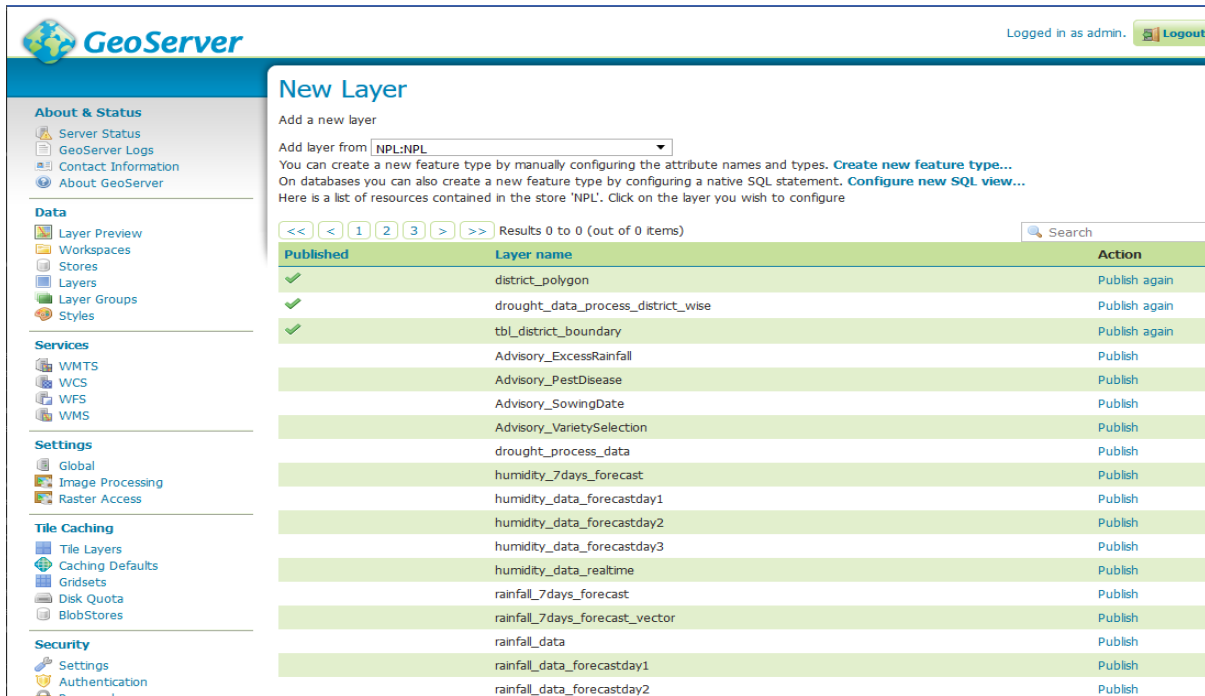 GeoServer
Logged in as admin.
Logout
About & Status
Server Status
GeoServer Logs
Contact Information
About GeoServer
Data
Layer Preview
Workspaces
Stores
Layers
Layer Groups
Styles
Services
WMTS
WCS
WFS
WMS
Settings
Global
Image Processing
Raster Access
Tile Caching
Tile Layers
Caching Defaults
Gridsets
Disk Quota
BlobStores
Security
Settings
Authentication
New Layer
Add a new layer
Add layer from NPL:NPL
You can create a new feature type by manually configuring the attribute names and types. Create new feature type...
On databases you can also create a new feature type by configuring a native SQL statement. Configure new SQL view...
Here is a list of resources contained in the store 'NPL'. Click on the layer you wish to configure
<< < 1 2 3 > >> Results 0 to 0 (out of 0 items) Search
Published Layer name Action
district_polygon Publish again
drought_data_process_district_wise Publish again
tbl_district_boundary Publish again
Advisory_ExcessRainfall Publish
Advisory_PestDisease Publish
Advisory_SowingDate Publish
Advisory_VarietySelection Publish
drought_process_data Publish
humidity_7days_forecast Publish
humidity_data_forecastday1 Publish
humidity_data_forecastday2 Publish
humidity_data_forecastday3 Publish
humidity_data_realtime Publish
rainfall_7days_forecast Publish
rainfall_7days_forecast_vector Publish
rainfall_data Publish
rainfall_data_forecastday1 Publish
rainfall_data_forecastday2 Publish